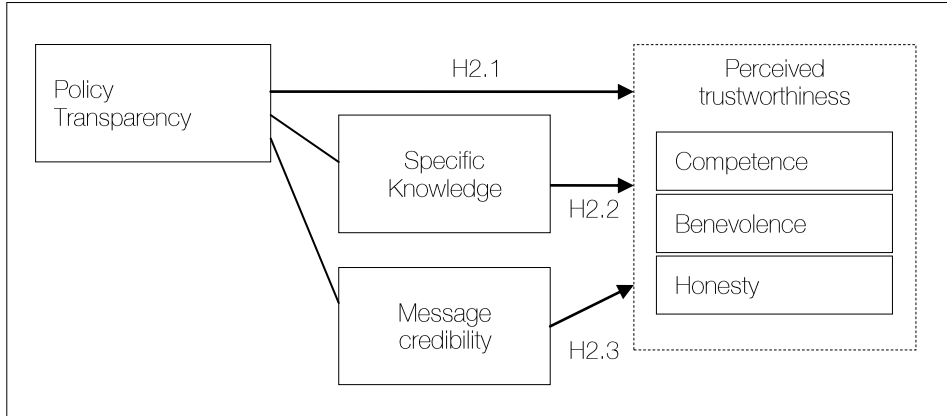 Policy
Transparency
H2.1
Perceived
trustworthiness
Specific
Knowledge
H2.2
Competence
Benevolence
Honesty
Message
credibility
H2.3